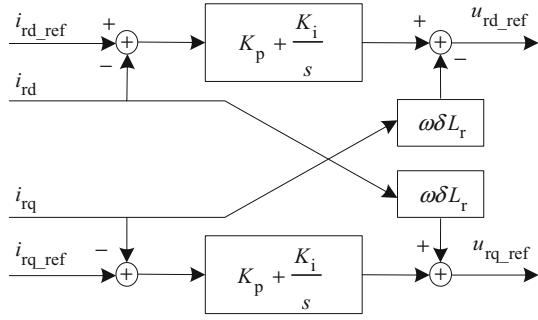 i_rd_ref
+
−
K_p + K_i/s
+
−
u_rd_ref
i_rd
ωδL_r
ωδL_r
i_rq
−
+
i_rq_ref
+
K_p + K_i/s
+
+
u_rq_ref